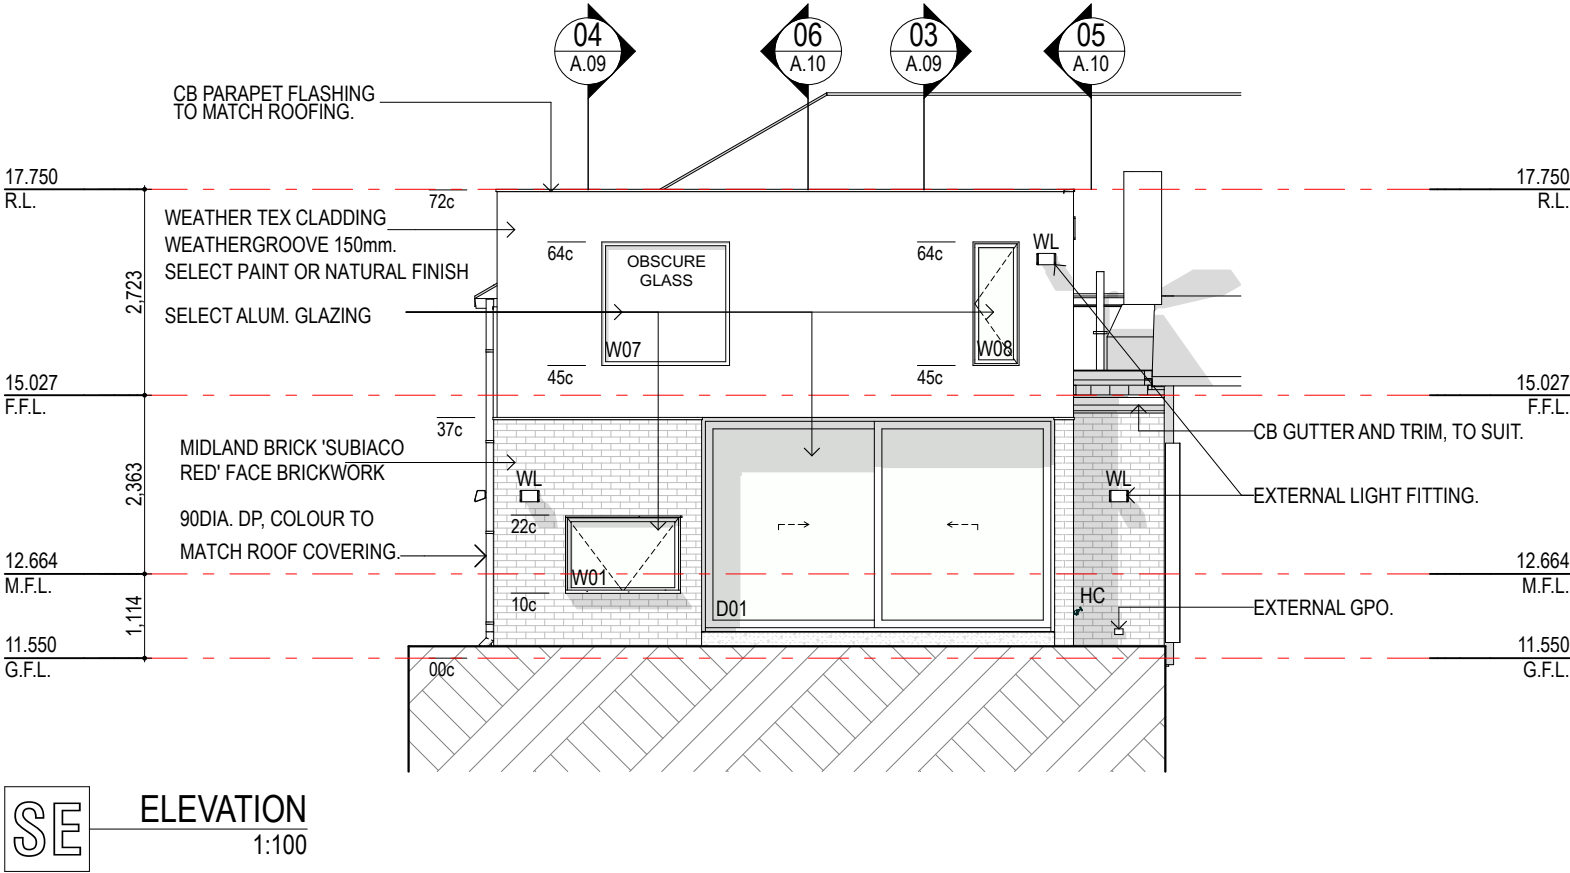 04
A.09
06
A.10
03
A.09
05
A.10
CB PARAPET FLASHING
TO MATCH ROOFING.
17.750
R.L.
17.750
R.L.
72c
WEATHER TEX CLADDING
WEATHERGROOVE 150mm.
SELECT PAINT OR NATURAL FINISH
SELECT ALUM. GLAZING
2,723
64c
OBSCURE
GLASS
W07
45c
64c
W08
45c
WL
15.027
F.F.L.
15.027
F.F.L.
37c
CB GUTTER AND TRIM, TO SUIT.
MIDLAND BRICK 'SUBIACO
RED' FACE BRICKWORK
2,363
WL
WL
EXTERNAL LIGHT FITTING.
22c
90DIA. DP, COLOUR TO
MATCH ROOF COVERING.
12.664
M.F.L.
12.664
M.F.L.
W01
10c
D01
HC
EXTERNAL GPO.
1,114
11.550
G.F.L.
11.550
G.F.L.
00c
SE
ELEVATION
1:100